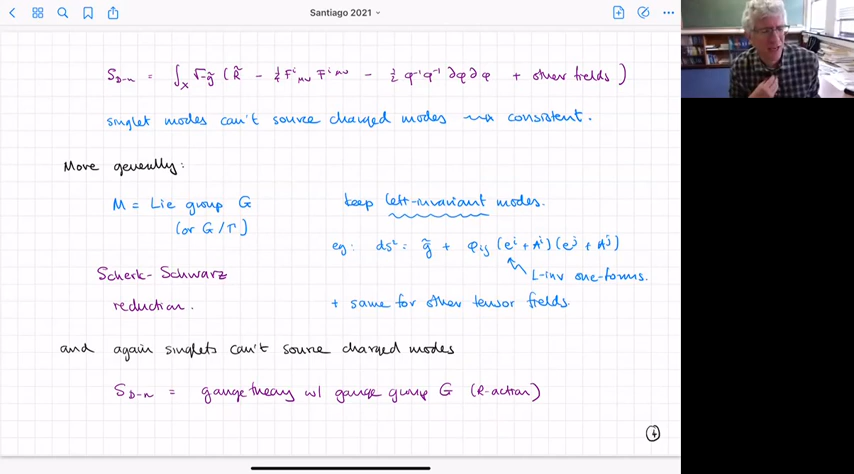 Santiago 2021
S_{D-n} = ∫_X √-g̃ ( R̃ - ¼ F^i_{μν} F^{i μν} - ½ φ⁻¹φ⁻¹ ∂φ∂φ + other fields )
singlet modes can't source charged modes ⇝ consistent.
More generally:
M = Lie group G
(or G/Γ)
keep left-invariant modes.
eg: ds² = g̃ + φ_{ij} (e^i + A^i)(e^j + A^j)
L-inv one-forms.
Scherk-Schwarz
reduction.
+ same for other tensor fields.
and again singlets can't source charged modes
S_{D-n} = gauge theory w/ gauge group G (R-action)
4